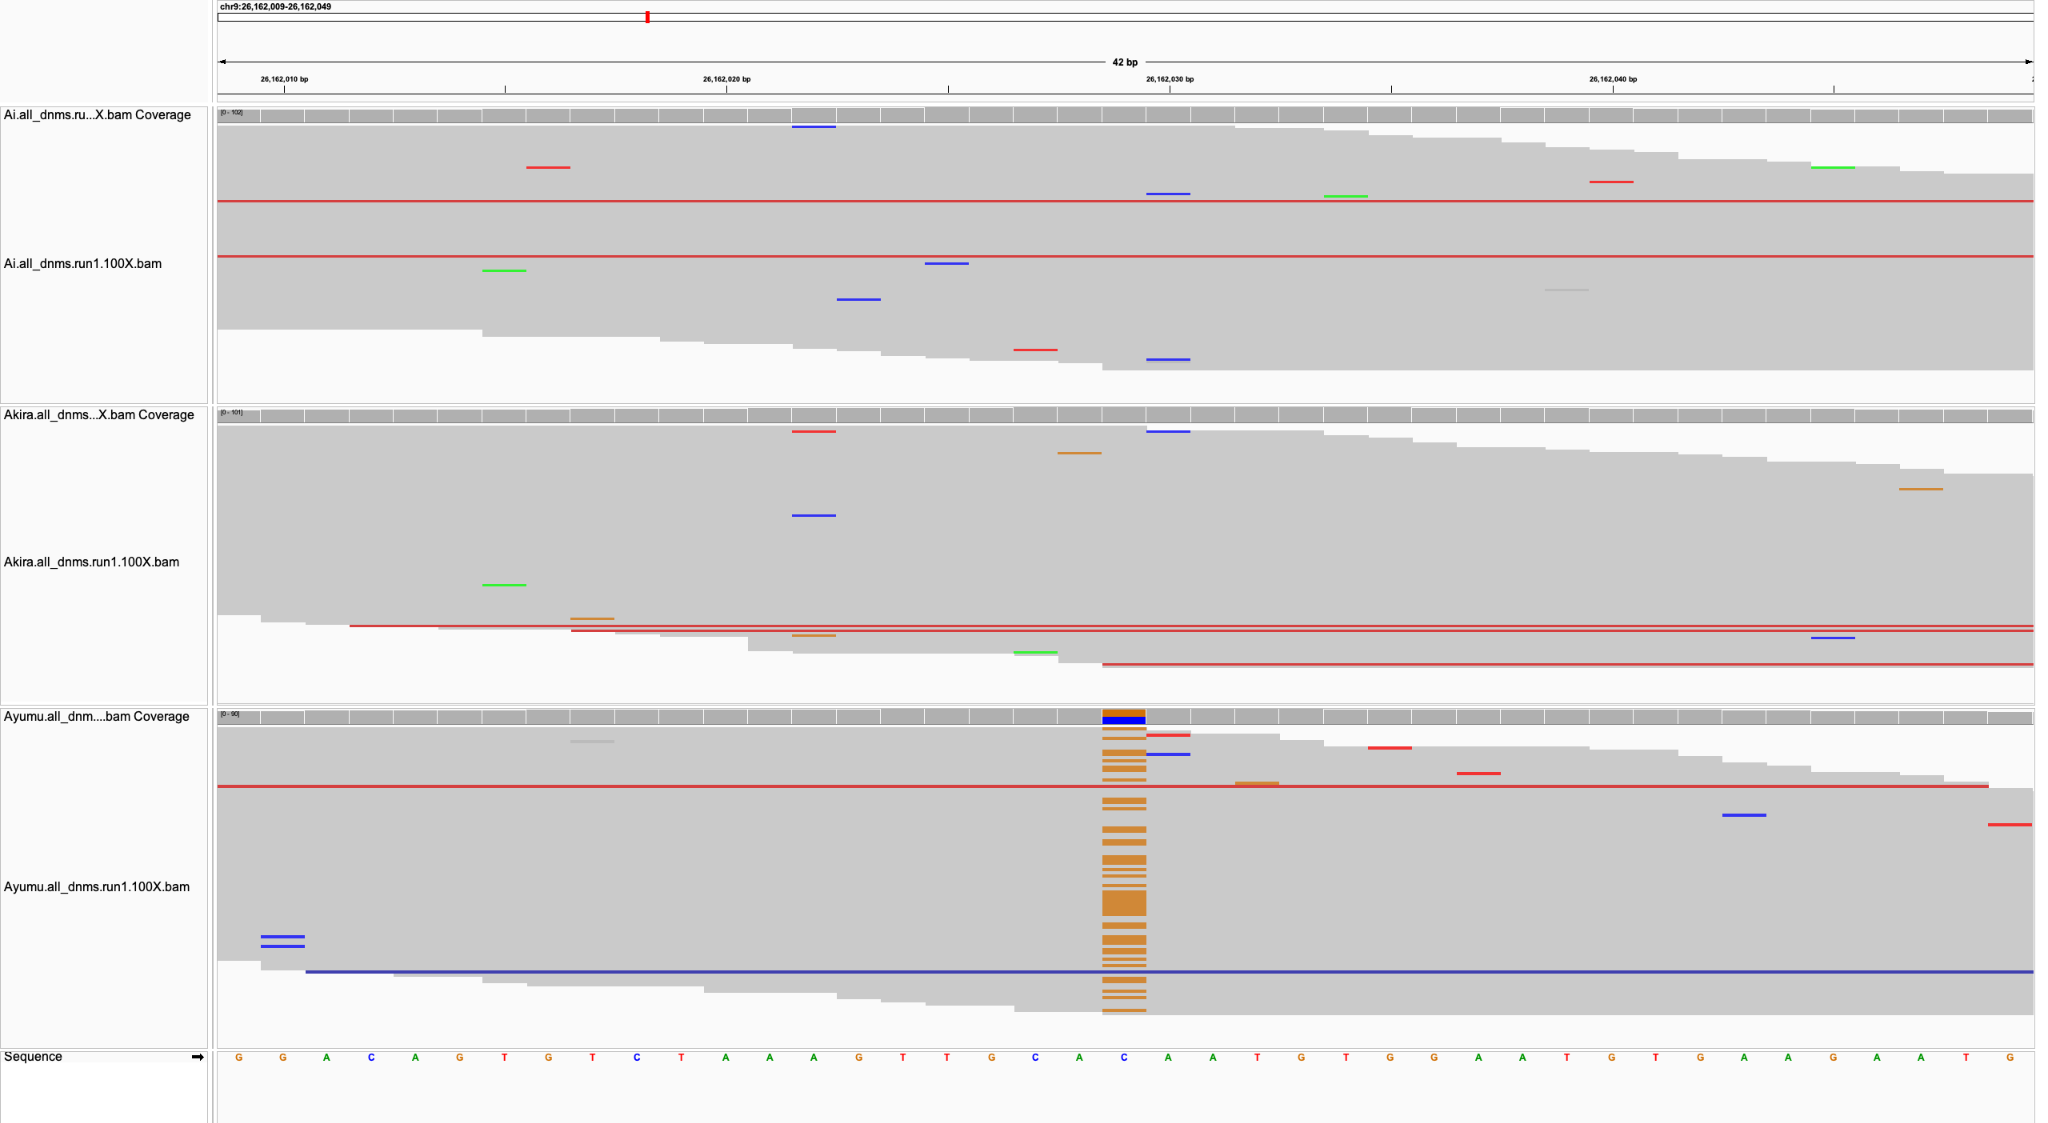 chr9:26,162,009-26,162,049
42 bp
26,162,010 bp 26,162,020 bp 26,162,030 bp 26,162,040 bp
Ai.all_dnms.ru...X.bam Coverage
[0 - 102]
Ai.all_dnms.run1.100X.bam
Akira.all_dnms...X.bam Coverage
[0 - 101]
Akira.all_dnms.run1.100X.bam
Ayumu.all_dnm....bam Coverage
[0 - 90]
Ayumu.all_dnms.run1.100X.bam
Sequence G G A C A G T G T C T A A A G T T G C A C A A T G T G G A A T G T G A A G A A T G